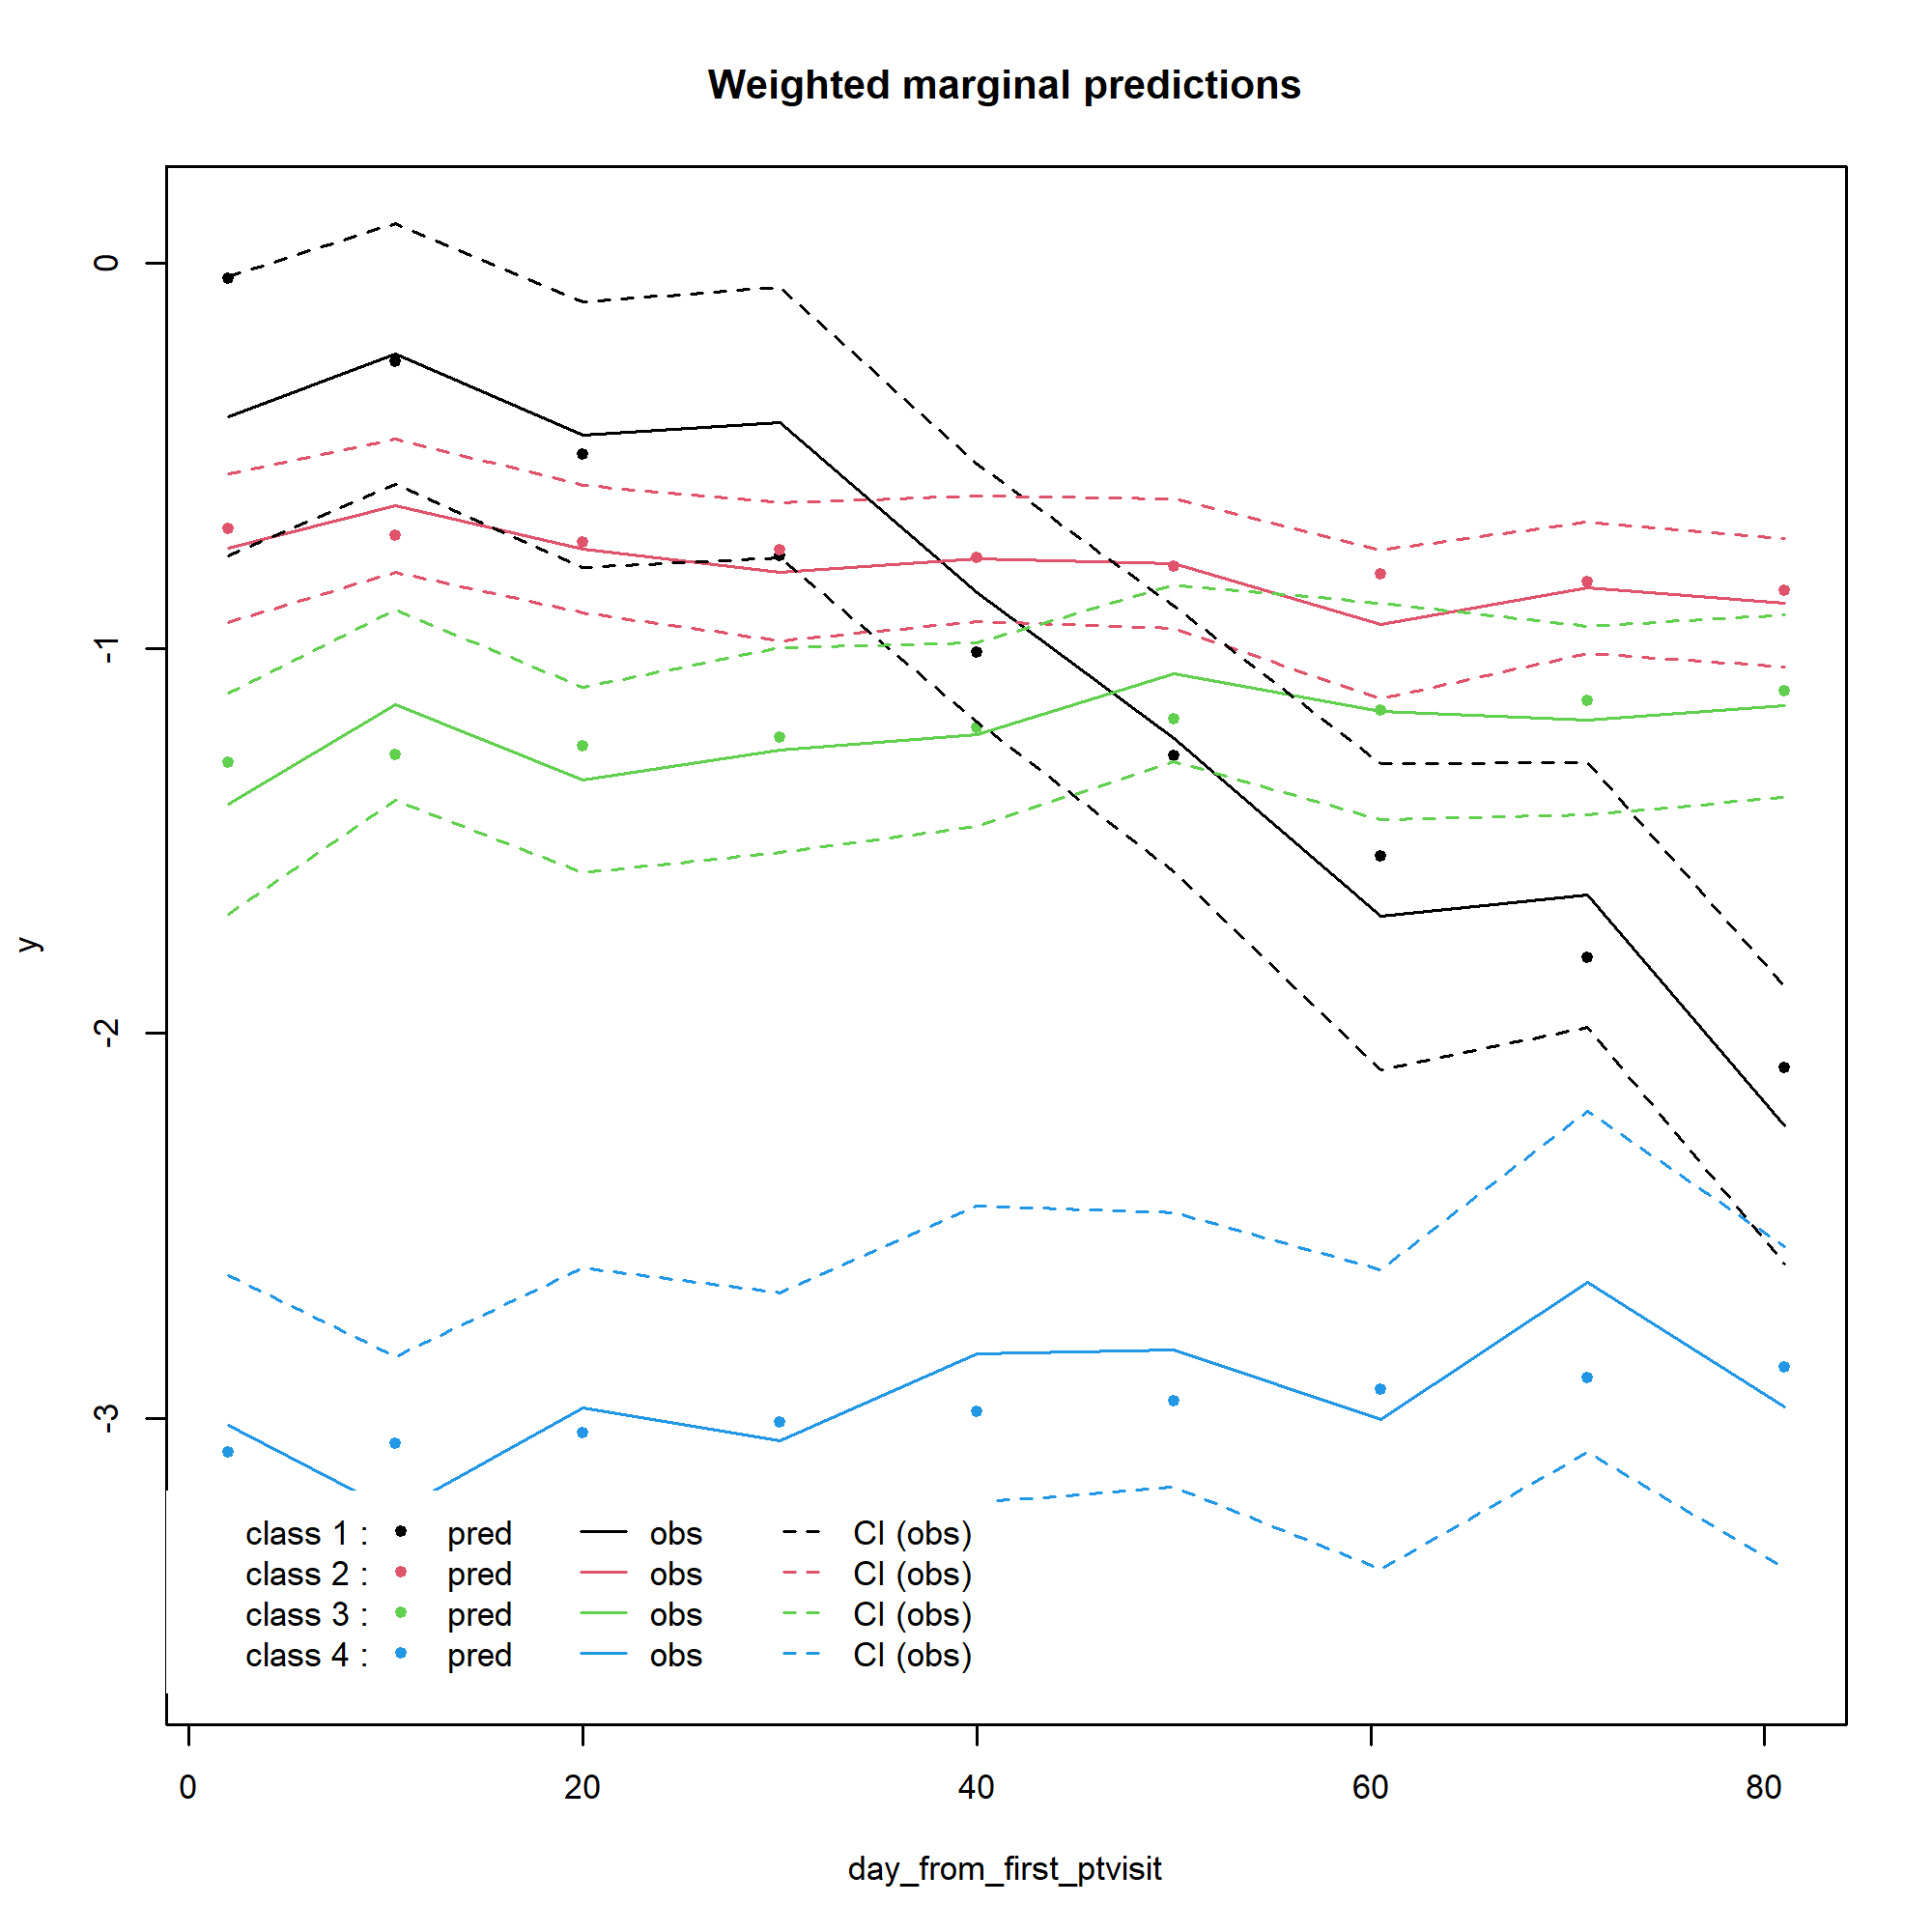 Weighted marginal predictions
0
-1
-2
-3
y
class 1 : pred obs CI (obs)
class 2 : pred obs CI (obs)
class 3 : pred obs CI (obs)
class 4 : pred obs CI (obs)
0 20 40 60 80
day_from_first_ptvisit